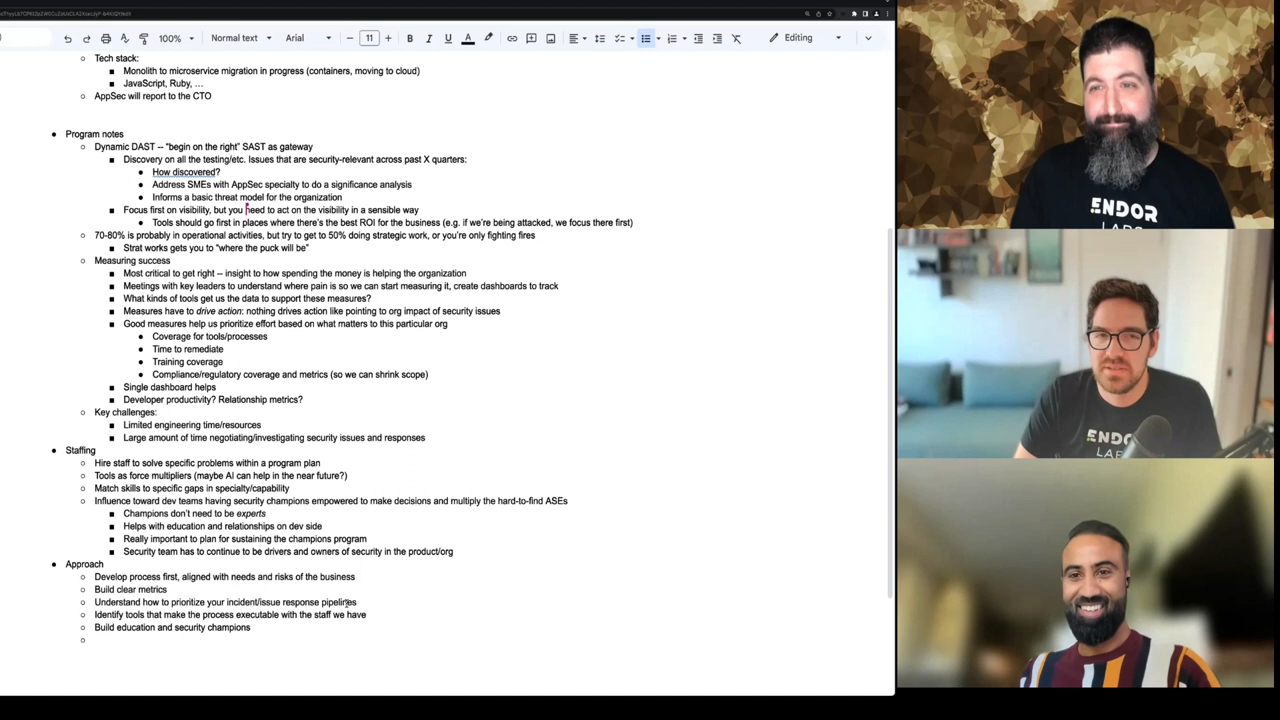 100%
Normal text
Arial
11
Editing
Tech stack:
Monolith to microservice migration in progress (containers, moving to cloud)
JavaScript, Ruby, …
AppSec will report to the CTO
Program notes
Dynamic DAST -- “begin on the right” SAST as gateway
Discovery on all the testing/etc. Issues that are security-relevant across past X quarters:
How discovered?
Address SMEs with AppSec specialty to do a significance analysis
Informs a basic threat model for the organization
Focus first on visibility, but you need to act on the visibility in a sensible way
Tools should go first in places where there’s the best ROI for the business (e.g. if we’re being attacked, we focus there first)
70-80% is probably in operational activities, but try to get to 50% doing strategic work, or you’re only fighting fires
Strat works gets you to “where the puck will be”
Measuring success
Most critical to get right -- insight to how spending the money is helping the organization
Meetings with key leaders to understand where pain is so we can start measuring it, create dashboards to track
What kinds of tools get us the data to support these measures?
Measures have to drive action: nothing drives action like pointing to org impact of security issues
Good measures help us prioritize effort based on what matters to this particular org
Coverage for tools/processes
Time to remediate
Training coverage
Compliance/regulatory coverage and metrics (so we can shrink scope)
Single dashboard helps
Developer productivity? Relationship metrics?
Key challenges:
Limited engineering time/resources
Large amount of time negotiating/investigating security issues and responses
Staffing
Hire staff to solve specific problems within a program plan
Tools as force multipliers (maybe AI can help in the near future?)
Match skills to specific gaps in specialty/capability
Influence toward dev teams having security champions empowered to make decisions and multiply the hard-to-find ASEs
Champions don’t need to be experts
Helps with education and relationships on dev side
Really important to plan for sustaining the champions program
Security team has to continue to be drivers and owners of security in the product/org
Approach
Develop process first, aligned with needs and risks of the business
Build clear metrics
Understand how to prioritize your incident/issue response pipelines
Identify tools that make the process executable with the staff we have
Build education and security champions
ENDOR
LABS
ENDOR
LABS